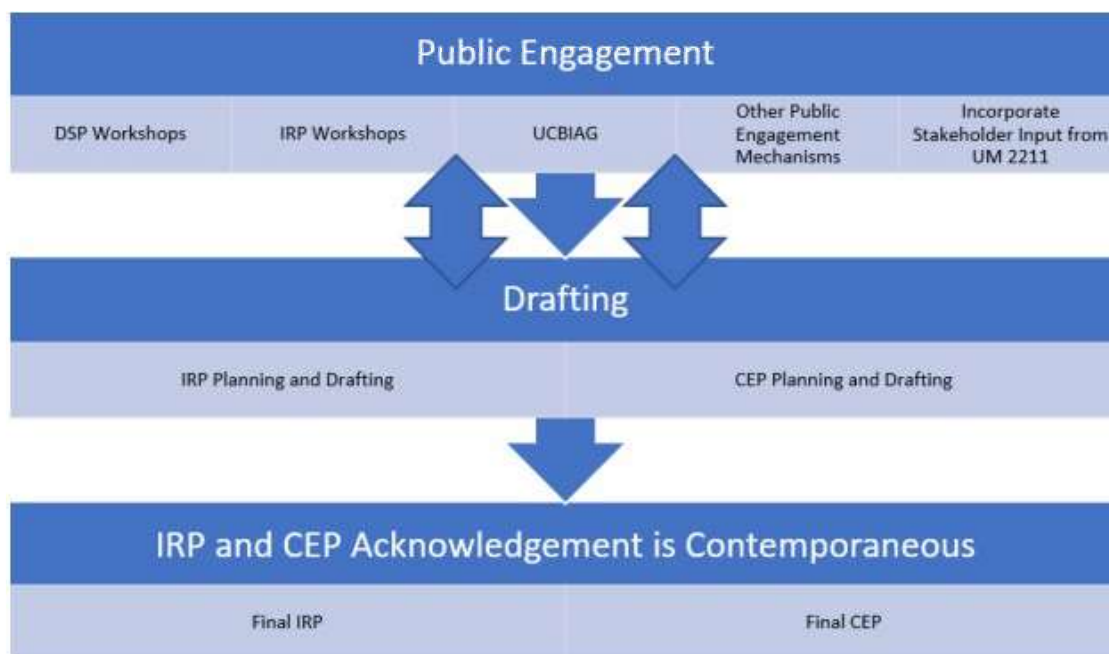 Public Engagement
DSP Workshops
IRP Workshops
UCBIAG
Other Public
Engagement
Mechanisms
Incorporate
Stakeholder Input from
UM 2211
Drafting
IRP Planning and Drafting
CEP Planning and Drafting
IRP and CEP Acknowledgement is Contemporaneous
Final IRP
Final CEP